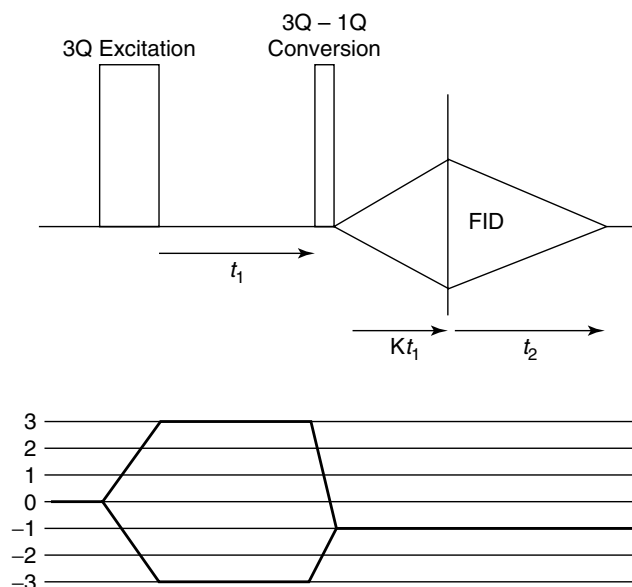 3Q Excitation
3Q – 1Q
Conversion
FID
t1
Kt1
t2
3
2
1
0
–1
–2
–3